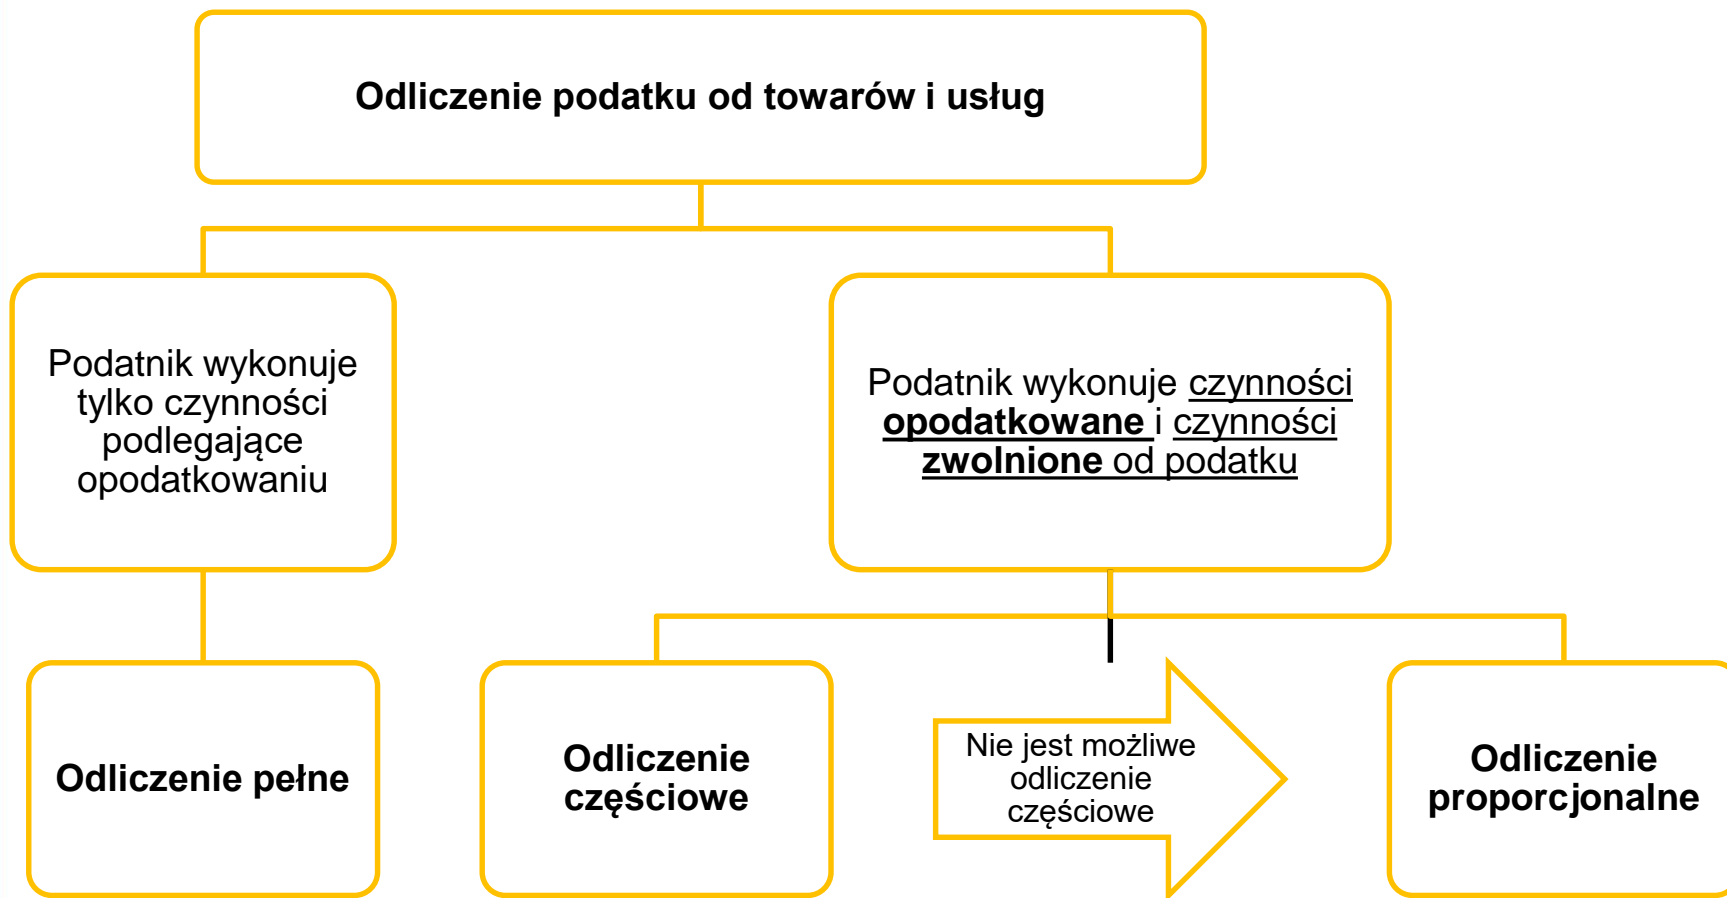 Odliczenie podatku od towarów i usług
Podatnik wykonuje
tylko czynności
podlegające
opodatkowaniu
Podatnik wykonuje czynności
opodatkowane i czynności
zwolnione od podatku
Odliczenie pełne
Odliczenie
częściowe
Nie jest możliwe
odliczenie
częściowe
Odliczenie
proporcjonalne